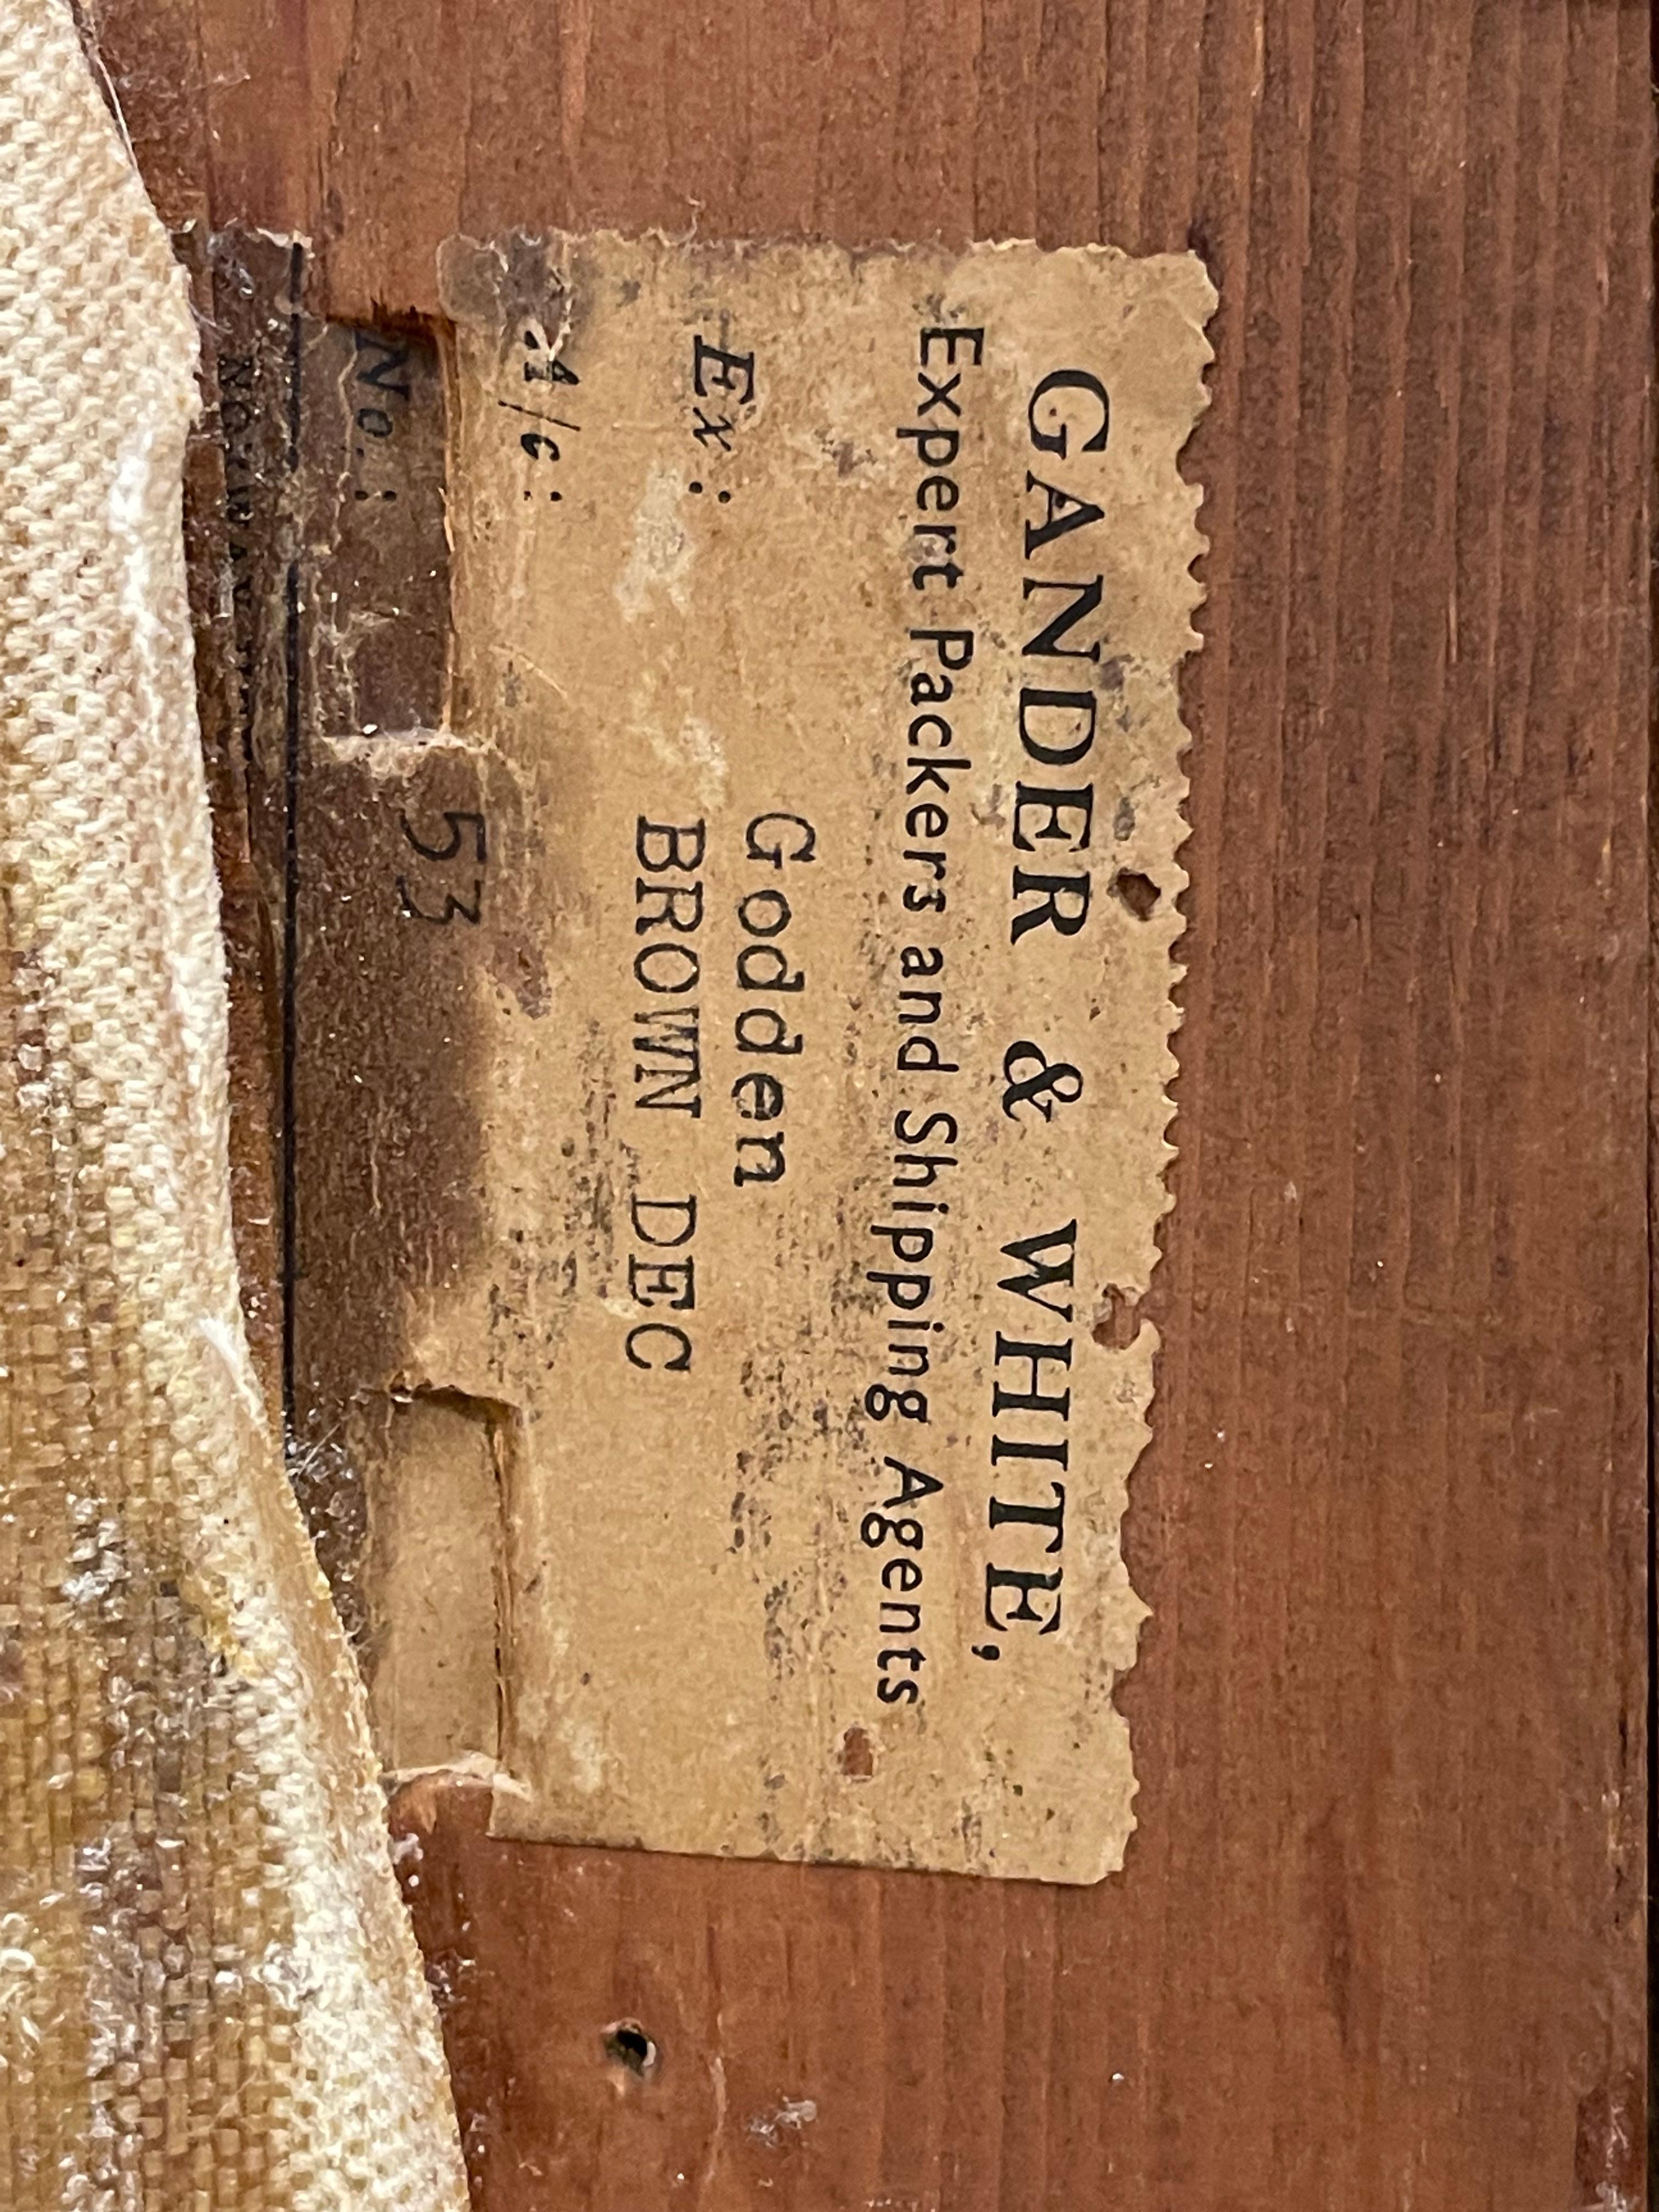 GANDER & WHITE,
Expert Packers and Shipping Agents
Ex: Godden
BROWN DEC
A/c:
No.: 53